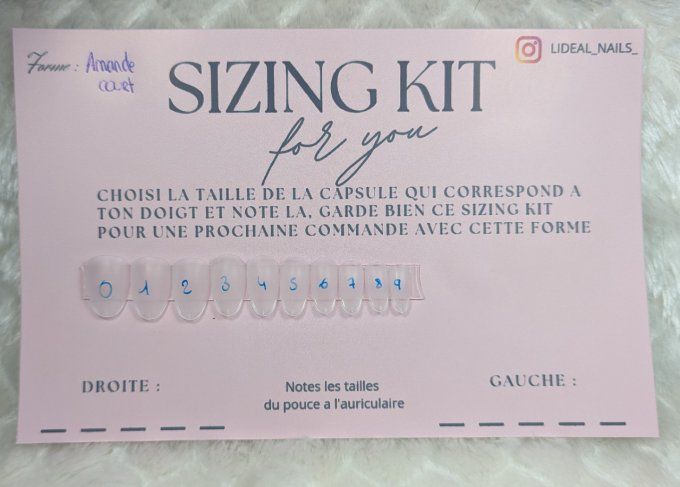 Forme : Amande
court
LIDEAL_NAILS_
SIZING KIT
for you
CHOISI LA TAILLE DE LA CAPSULE QUI CORRESPOND A
TON DOIGT ET NOTE LA, GARDE BIEN CE SIZING KIT
POUR UNE PROCHAINE COMMANDE AVEC CETTE FORME
0 1 2 3 4 5 6 7 8 9
DROITE :
Notes les tailles
du pouce a l'auriculaire
GAUCHE :